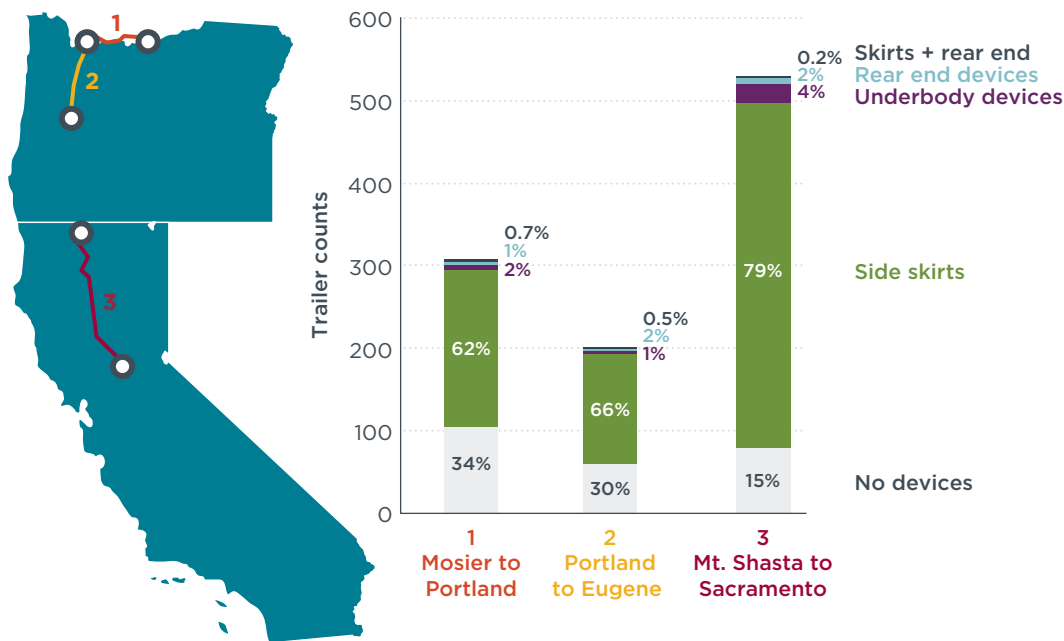 1
2
3
Trailer counts
600
500
400
300
200
100
0
0.7%
1%
2%
62%
34%
0.5%
2%
1%
66%
30%
0.2%
2%
4%
79%
15%
Skirts + rear end
Rear end devices
Underbody devices
Side skirts
No devices
1
Mosier to
Portland
2
Portland
to Eugene
3
Mt. Shasta to
Sacramento